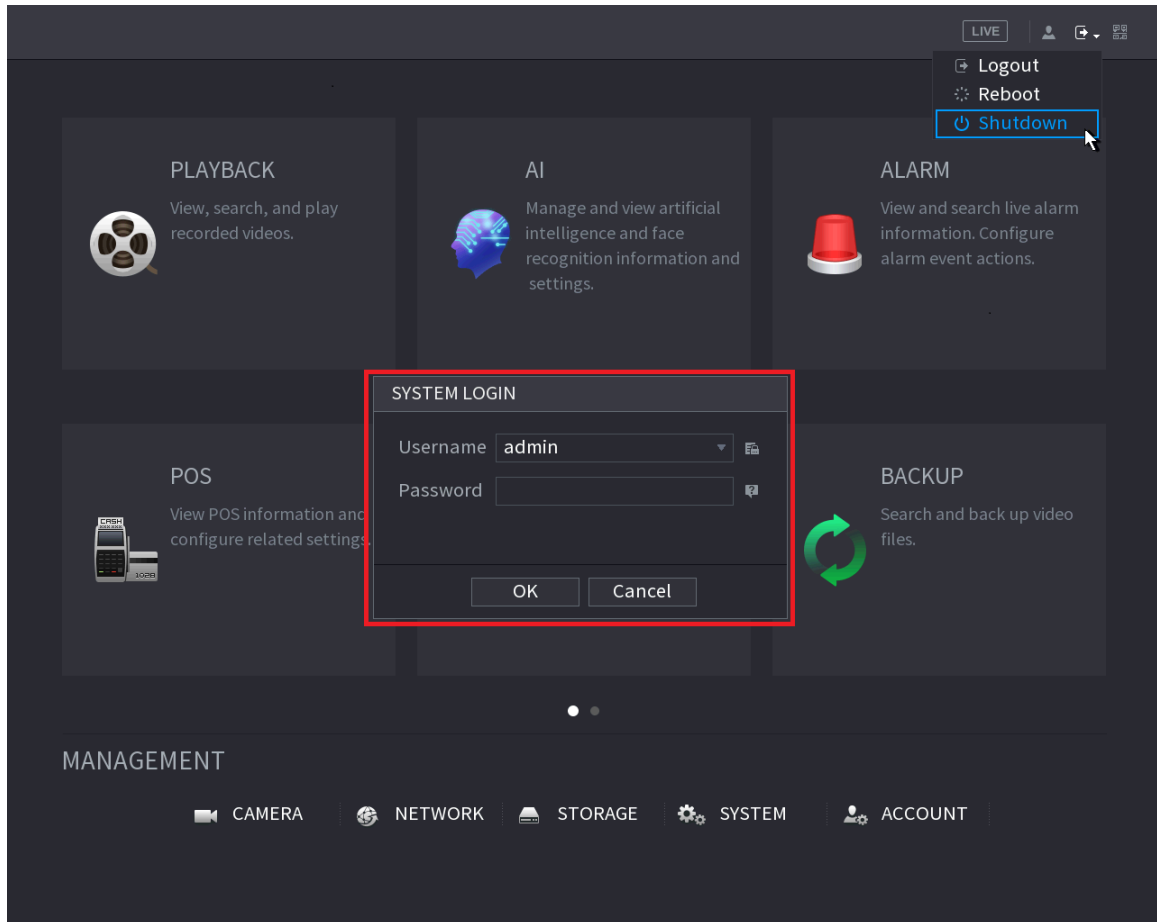 LIVE
Logout
Reboot
Shutdown
PLAYBACK
View, search, and play
recorded videos.
AI
Manage and view artificial
intelligence and face
recognition information and
settings.
ALARM
View and search live alarm
information. Configure
alarm event actions.
SYSTEM LOGIN
Username admin
Password
OK Cancel
POS
View POS information and
configure related settings.
CASH
1028
BACKUP
Search and back up video
files.
MANAGEMENT
CAMERA NETWORK STORAGE SYSTEM ACCOUNT